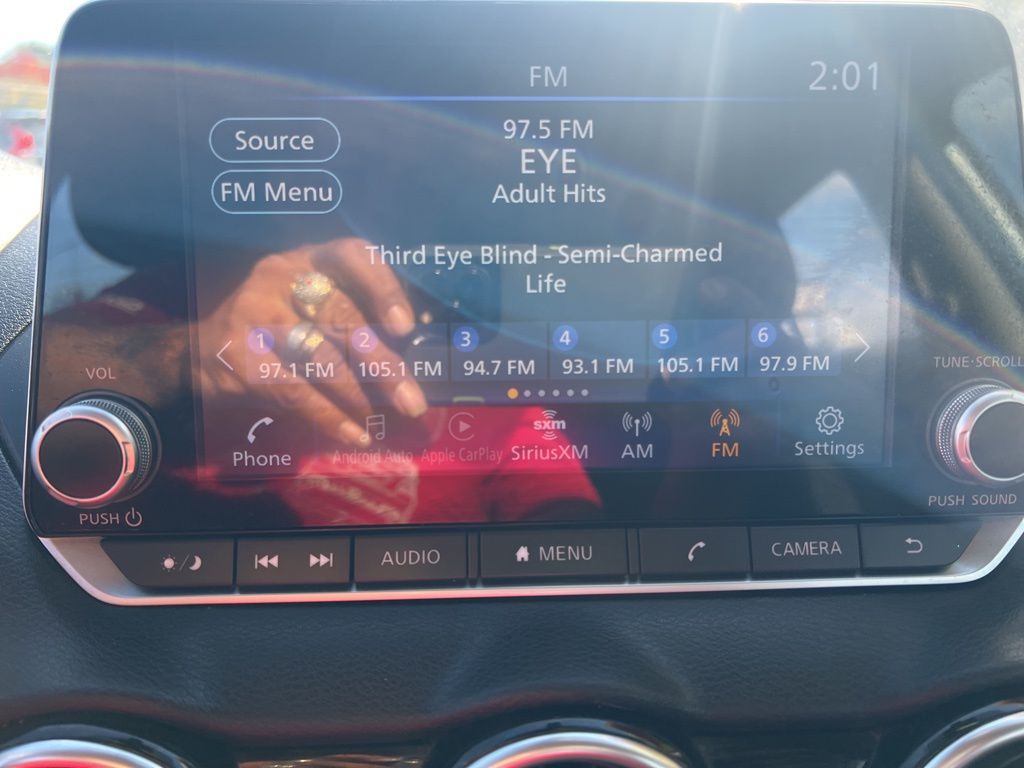 FM
2:01
Source
97.5 FM
EYE
FM Menu
Adult Hits
Third Eye Blind - Semi-Charmed
Life
1
2
3
4
5
6
97.1 FM
105.1 FM
94.7 FM
93.1 FM
105.1 FM
97.9 FM
VOL
TUNE·SCROLL
sxm
Phone
Android Auto
Apple CarPlay
SiriusXM
AM
FM
Settings
PUSH
PUSH SOUND
AUDIO
MENU
CAMERA